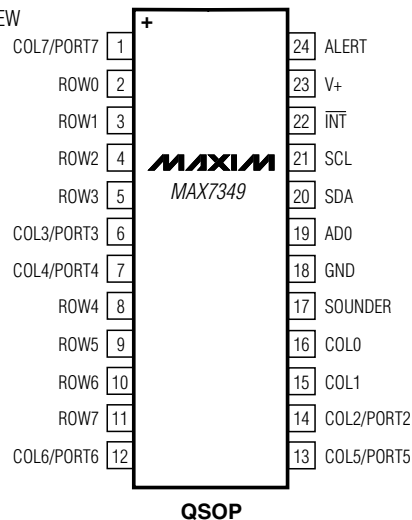 EW
+
COL7/PORT7 1
ROW0 2
ROW1 3
ROW2 4
ROW3 5
COL3/PORT3 6
COL4/PORT4 7
ROW4 8
ROW5 9
ROW6 10
ROW7 11
COL6/PORT6 12
MAXIM
MAX7349
24 ALERT
23 V+
22 INT
21 SCL
20 SDA
19 AD0
18 GND
17 SOUNDER
16 COL0
15 COL1
14 COL2/PORT2
13 COL5/PORT5
QSOP